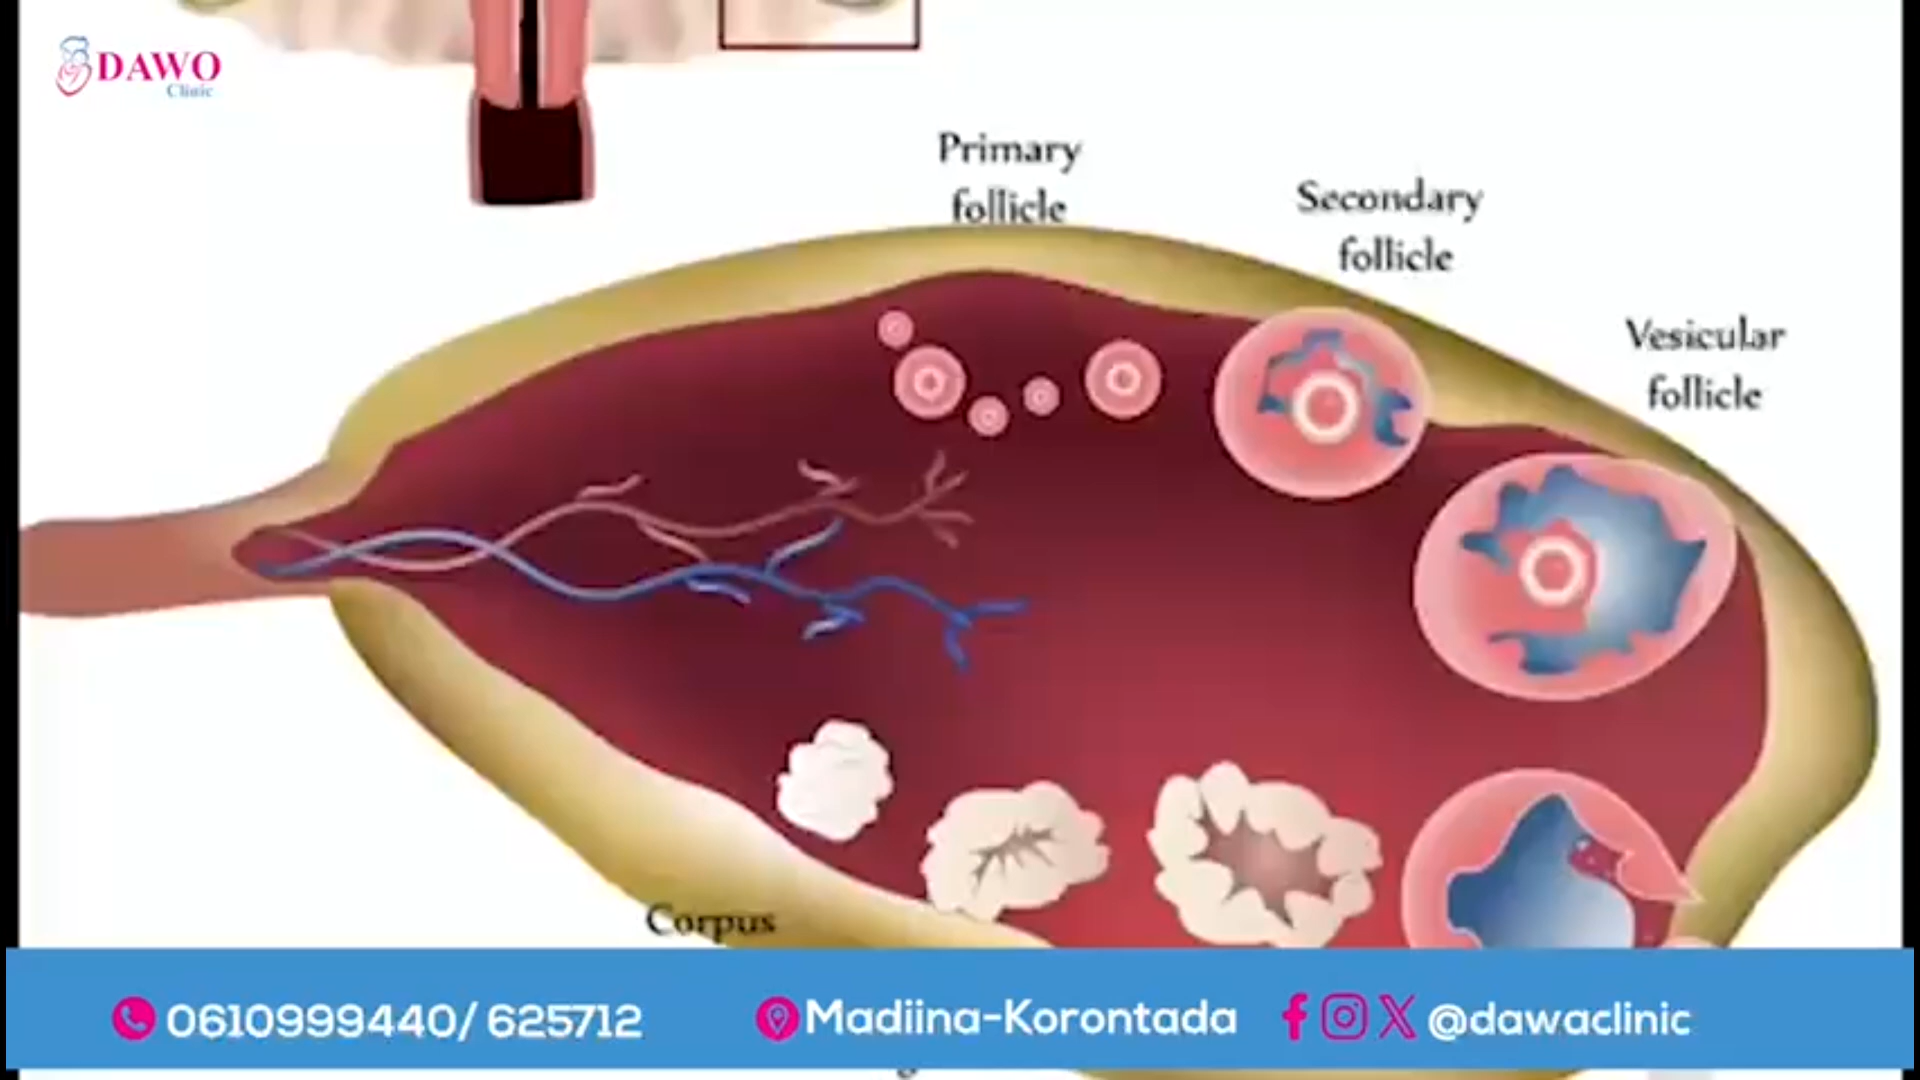 DAWO
Clinic
Primary
follicle
Secondary
follicle
Vesicular
follicle
Corpus
0610999440/ 625712
Madiina-Korontada
@dawaclinic